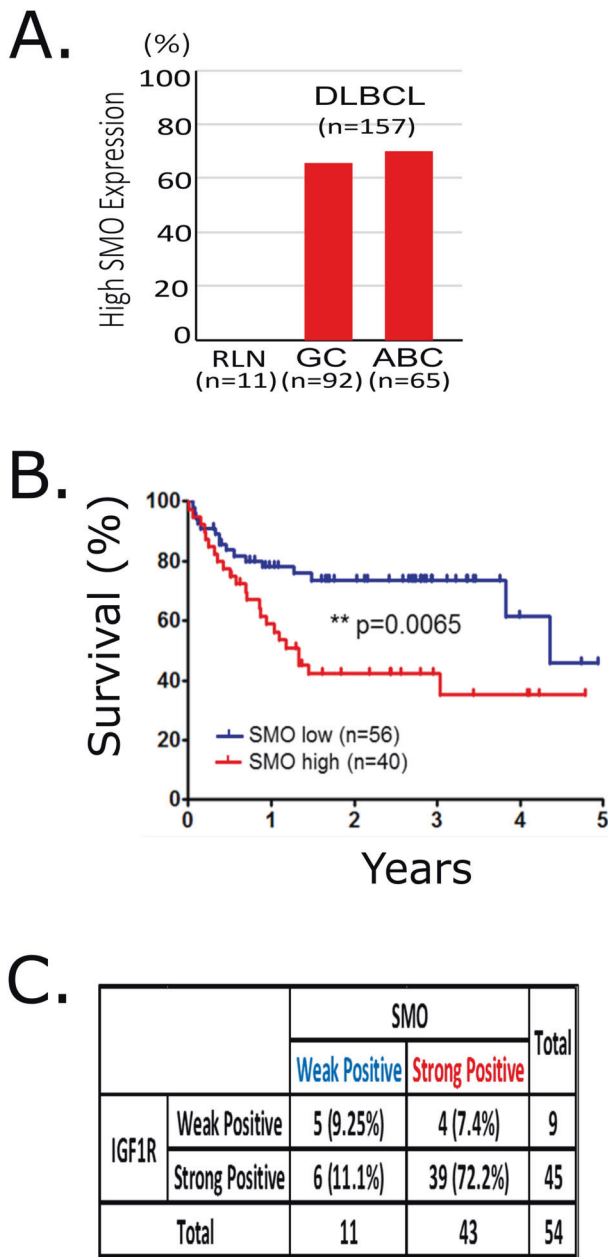 A.
(%)
100
80
60
40
20
0
High SMO Expression
DLBCL
(n=157)
RLN GC ABC
(n=11) (n=92) (n=65)
B.
100
80
60
40
20
0
Survival (%)
** p=0.0065
SMO low (n=56)
SMO high (n=40)
0 1 2 3 4 5
Years
C.
SMO Total
Weak Positive Strong Positive
IGF1R Weak Positive 5 (9.25%) 4 (7.4%) 9
Strong Positive 6 (11.1%) 39 (72.2%) 45
Total 11 43 54